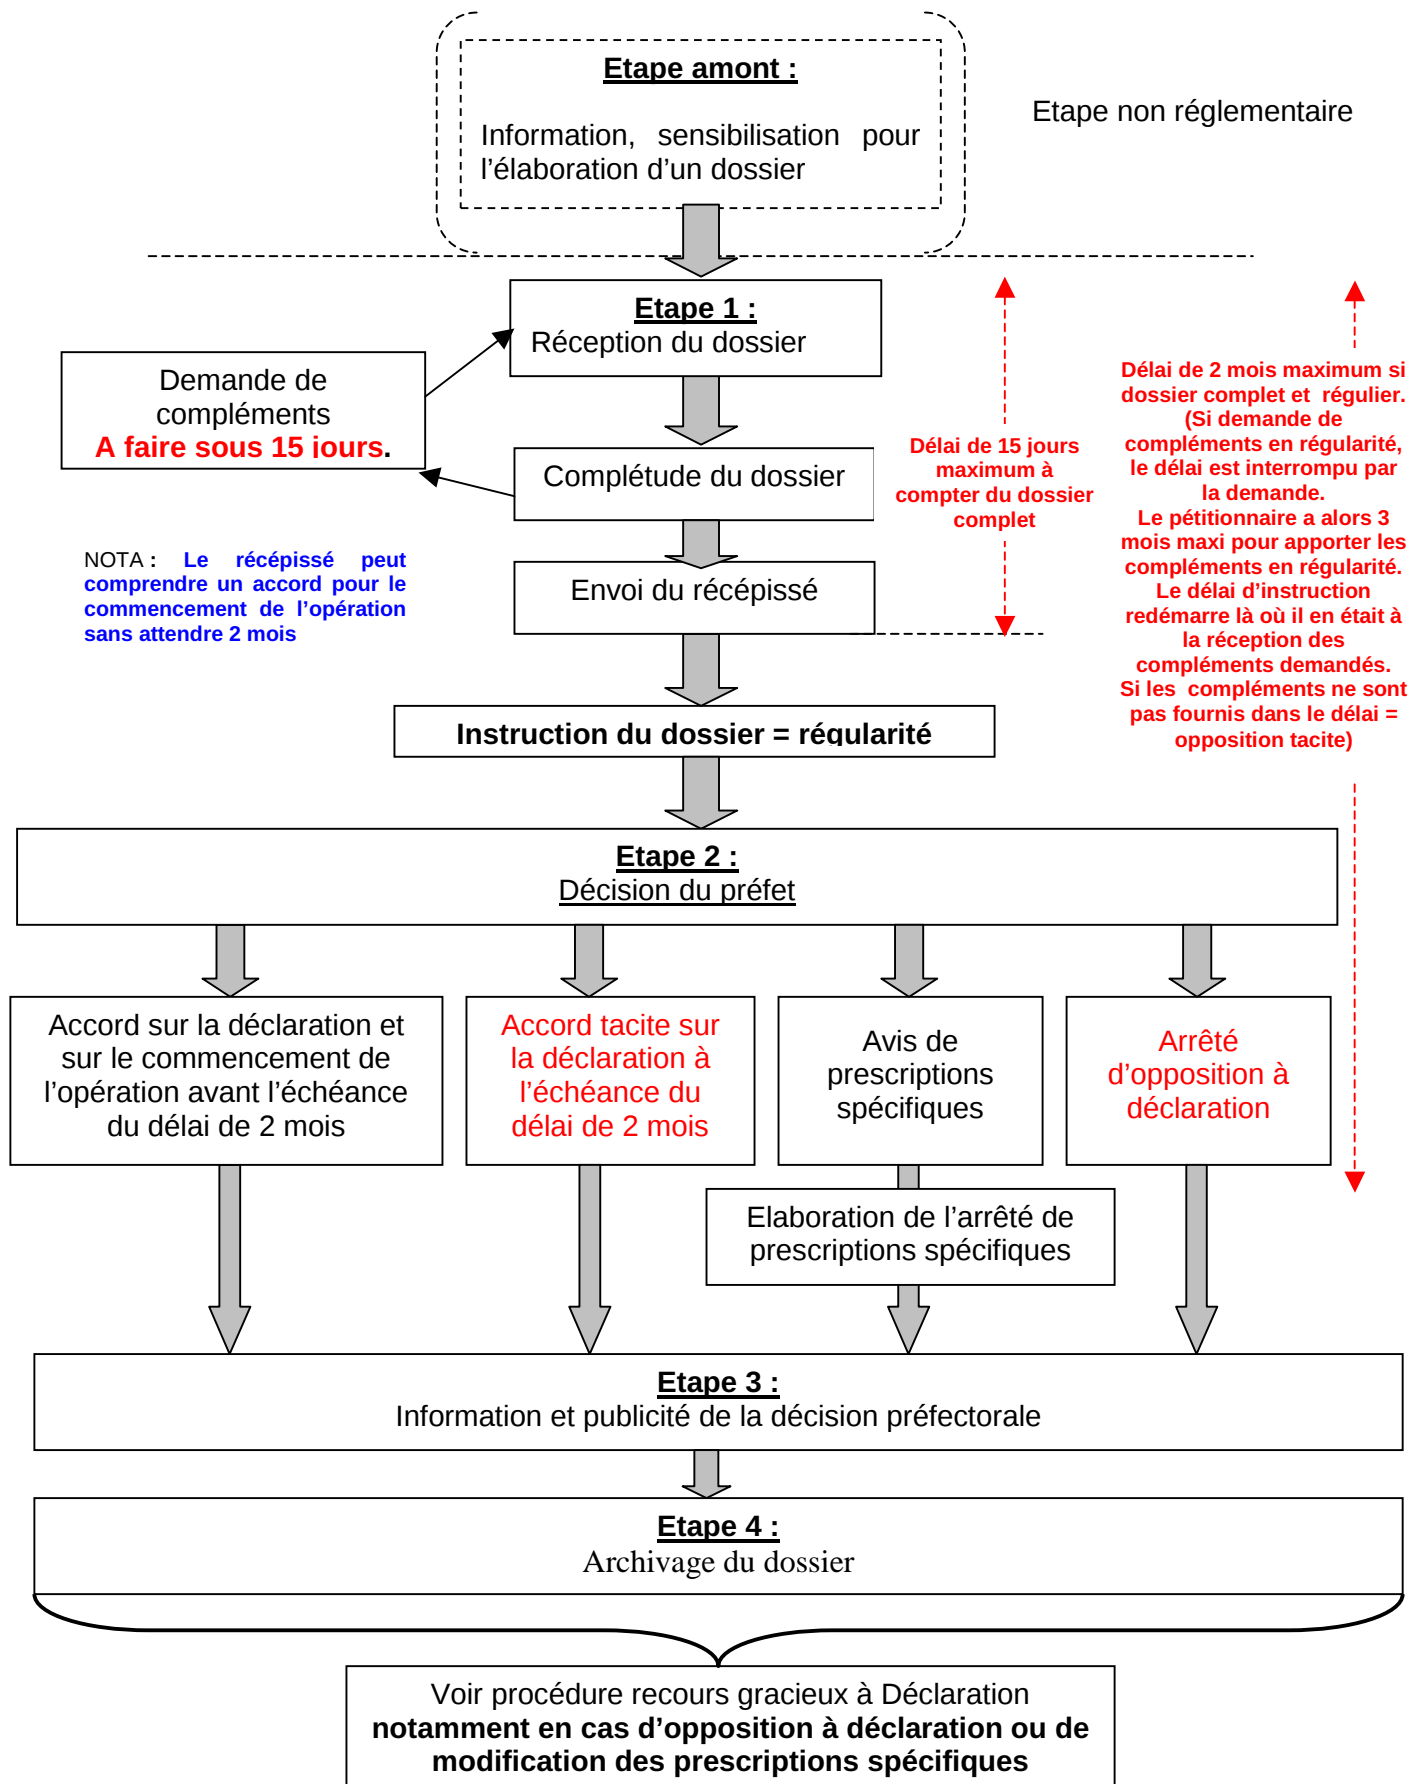 Etape amont :
Information, sensibilisation pour
l’élaboration d’un dossier
Etape non réglementaire
Etape 1 :
Réception du dossier
Demande de
compléments
A faire sous 15 jours.
Complétude du dossier
Envoi du récépissé
Délai de 15 jours
maximum à
compter du dossier
complet
Délai de 2 mois maximum si
dossier complet et régulier.
(Si demande de
compléments en régularité,
le délai est interrompu par
la demande.
Le pétitionnaire a alors 3
mois maxi pour apporter les
compléments en régularité.
Le délai d’instruction
redémarre là où il en était à
la réception des
compléments demandés.
Si les compléments ne sont
pas fournis dans le délai =
opposition tacite)
NOTA : Le récépissé peut
comprendre un accord pour le
commencement de l’opération
sans attendre 2 mois
Instruction du dossier = régularité
Etape 2 :
Décision du préfet
Accord sur la déclaration et
sur le commencement de
l’opération avant l’échéance
du délai de 2 mois
Accord tacite sur
la déclaration à
l’échéance du
délai de 2 mois
Avis de
prescriptions
spécifiques
Arrêté
d’opposition à
déclaration
Elaboration de l’arrêté de
prescriptions spécifiques
Etape 3 :
Information et publicité de la décision préfectorale
Etape 4 :
Archivage du dossier
Voir procédure recours gracieux à Déclaration
notamment en cas d’opposition à déclaration ou de
modification des prescriptions spécifiques